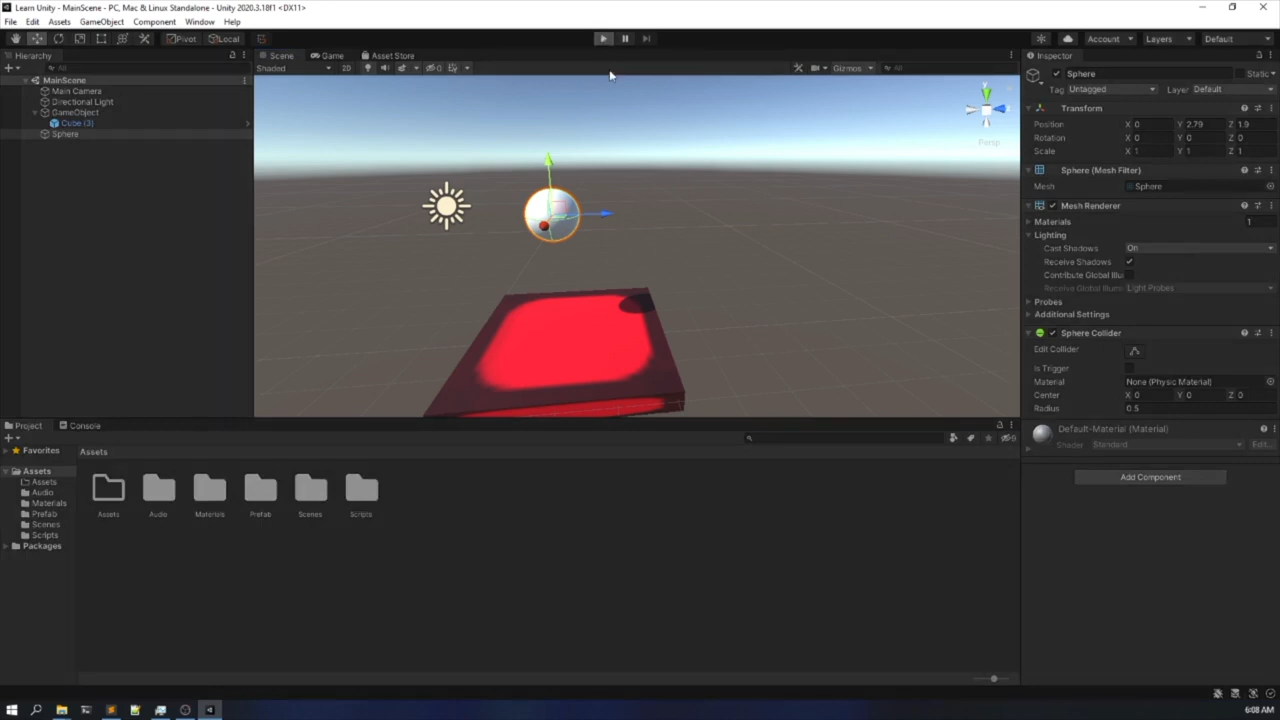 Learn Unity - MainScene - PC, Mac & Linux Standalone - Unity 2020.3.18f1 <DX11>
File Edit Assets GameObject Component Window Help
Pivot Local Account Layers Default
Hierarchy
All
MainScene
Main Camera
Directional Light
GameObject
Cube (3)
Sphere
Scene Game Asset Store
Shaded 2D 0 Gizmos All
y
z
Persp
Inspector
Sphere Static
Tag Untagged Layer Default
Transform
Position X 0 Y 2.79 Z 1.9
Rotation X 0 Y 0 Z 0
Scale X 1 Y 1 Z 1
Sphere (Mesh Filter)
Mesh Sphere
Mesh Renderer
Materials 1
Lighting
Cast Shadows On
Receive Shadows
Contribute Global Illu
Receive Global Illumi Light Probes
Probes
Additional Settings
Sphere Collider
Edit Collider
Is Trigger
Material None (Physic Material)
Center X 0 Y 0 Z 0
Radius 0.5
Default-Material (Material)
Shader Standard Edit...
Add Component
Project Console
Favorites
Assets
Assets
Audio
Materials
Prefab
Scenes
Scripts
Packages
Assets
Assets Audio Materials Prefab Scenes Scripts
6:08 AM